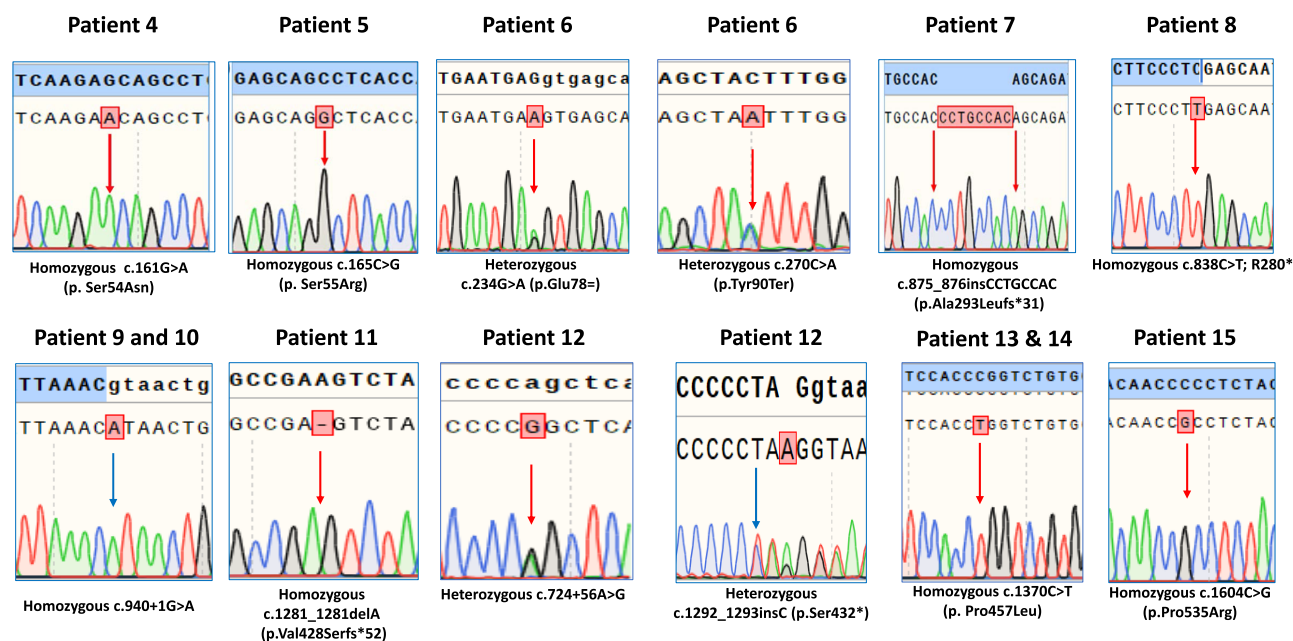 Patient 4
Patient 5
Patient 6
Patient 6
Patient 7
Patient 8
TCAAGAGCAGCCT
GAGCAGCCTCACC
TGAATGAGgtgagca
AGCTACTTTGG
TGCCAC AGCAGA
CTTCCCTCGAGCAA
TCAAGAACAGCCT
GAGCAGGCTCACC
TGAATGAAGTGAGCA
AGCTAATTTGG
TGCCACCCTGCCACAGCAGA
CTTCCCTTGAGCAA
Homozygous c.161G>A
(p. Ser54Asn)
Homozygous c.165C>G
(p. Ser55Arg)
Heterozygous
c.234G>A (p.Glu78=)
Heterozygous c.270C>A
(p.Tyr90Ter)
Homozygous
c.875_876insCCTGCCAC
(p.Ala293Leufs*31)
Homozygous c.838C>T; R280*
Patient 9 and 10
Patient 11
Patient 12
Patient 12
Patient 13 & 14
Patient 15
TTAAACgtaactg
GCCGAAGTCTA
ccccagctca
CCCCCTA Ggtaa
TCCACCCGGTCTGTG
ACAACCCCCTCTAC
TTAAACATAACTG
GCCGA-GTCTA
CCCCGGCTCA
CCCCCTAAGGTAA
TCCACCTGGTCTGTG
ACAACCGCCTCTAC
Homozygous c.940+1G>A
Homozygous
c.1281_1281delA
(p.Val428Serfs*52)
Heterozygous c.724+56A>G
Heterozygous
c.1292_1293insC (p.Ser432*)
Homozygous c.1370C>T
(p. Pro457Leu)
Homozygous c.1604C>G
(p.Pro535Arg)